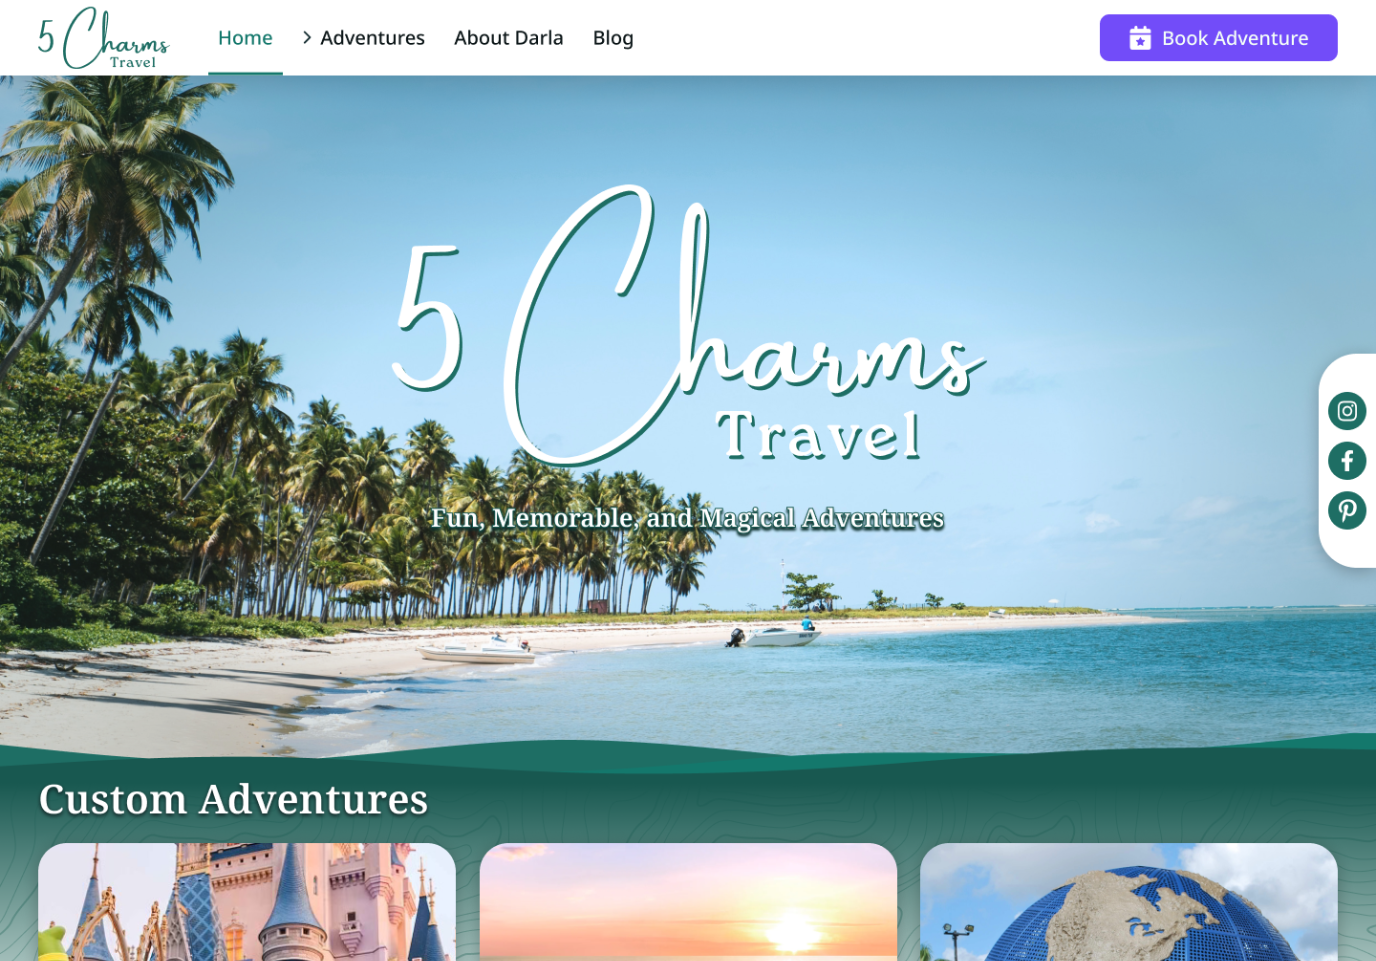 5 Charms
Travel
Home
Adventures
About Darla
Blog
Book Adventure
5 Charms
Travel
Fun, Memorable, and Magical Adventures
Custom Adventures